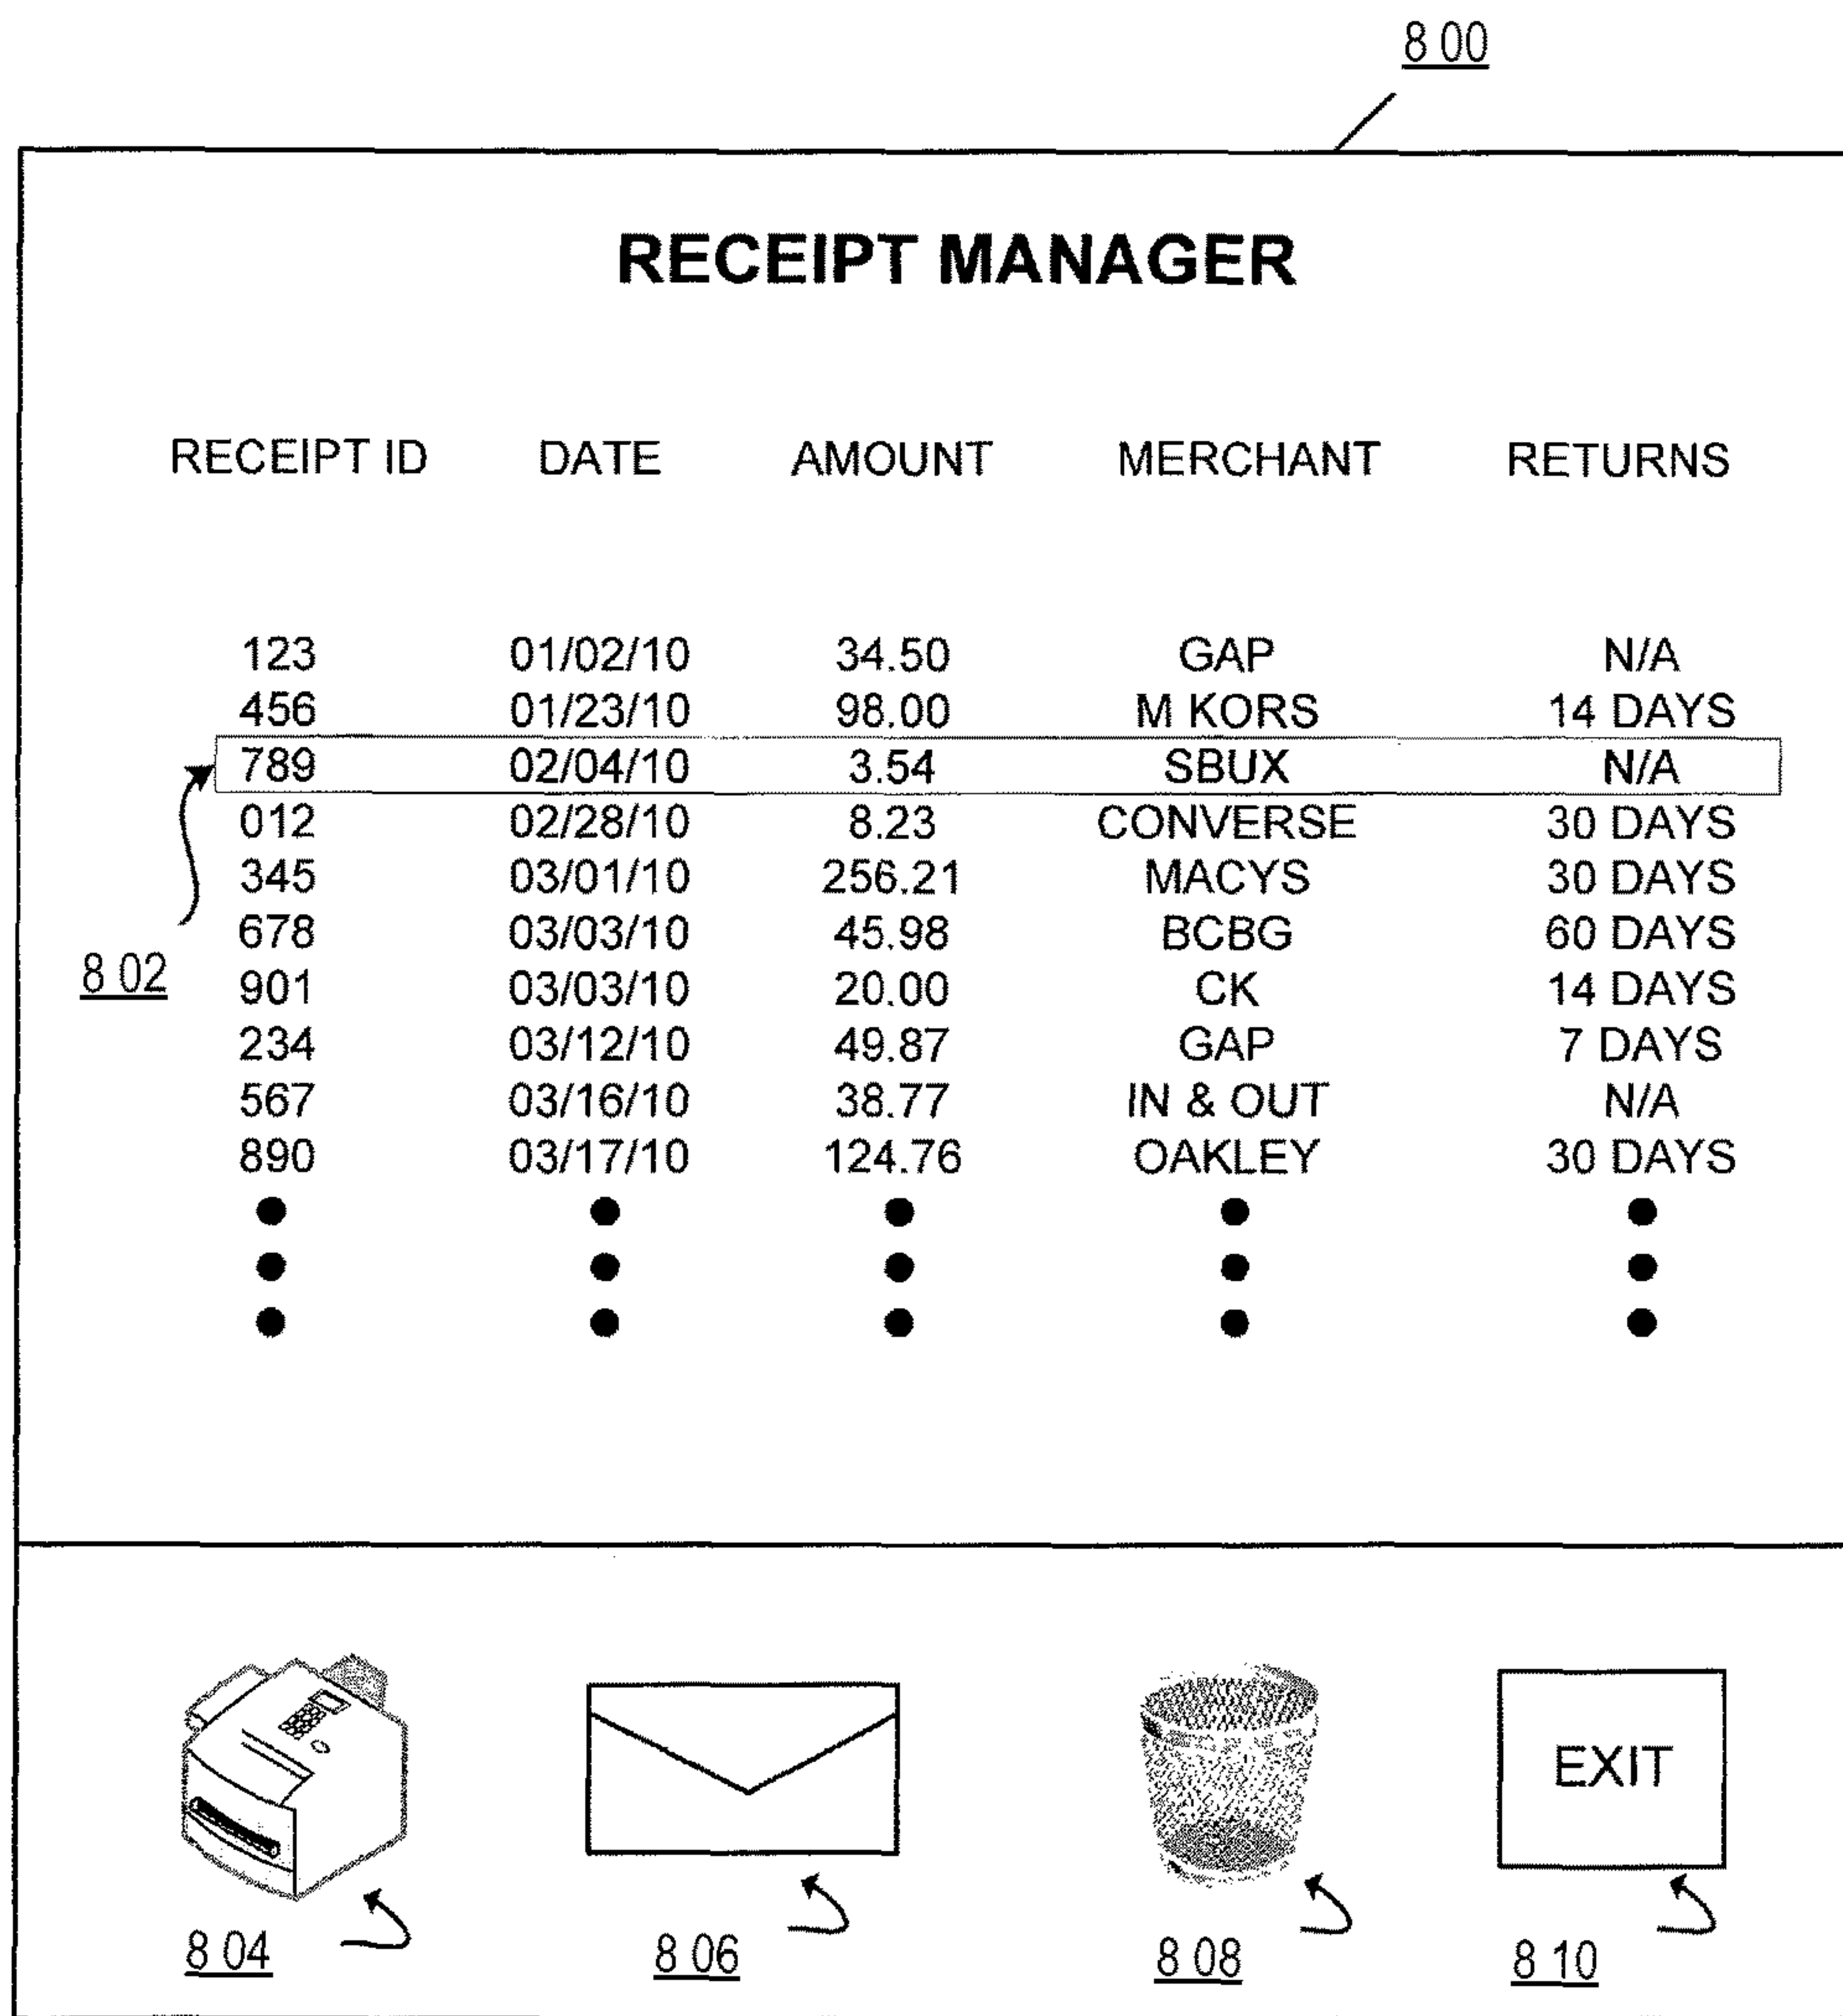 8 00
RECEIPT MANAGER
RECEIPT ID DATE AMOUNT MERCHANT RETURNS
123 01/02/10 34.50 GAP N/A
456 01/23/10 98.00 M KORS 14 DAYS
789 02/04/10 3.54 SBUX N/A
012 02/28/10 8.23 CONVERSE 30 DAYS
345 03/01/10 256.21 MACYS 30 DAYS
678 03/03/10 45.98 BCBG 60 DAYS
8 02
901 03/03/10 20.00 CK 14 DAYS
234 03/12/10 49.87 GAP 7 DAYS
567 03/16/10 38.77 IN & OUT N/A
890 03/17/10 124.76 OAKLEY 30 DAYS
EXIT
8 04 8 06 8 08 8 10